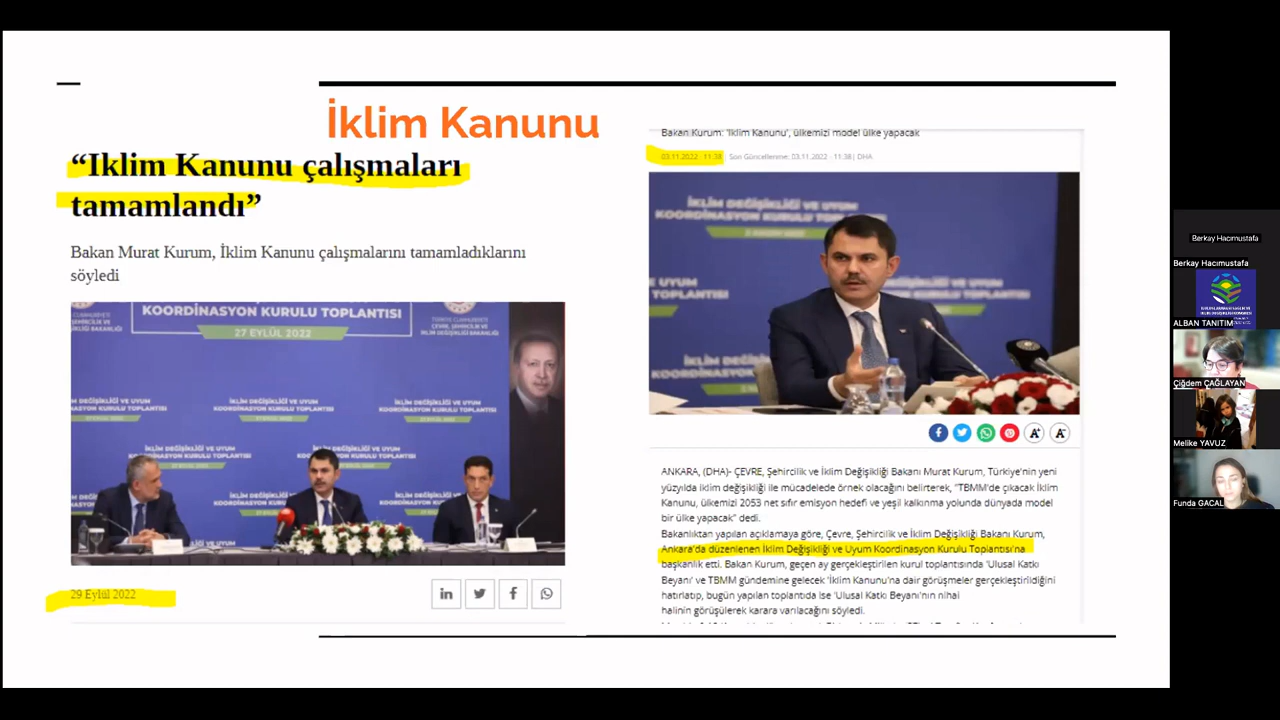 İklim Kanunu
“Iklim Kanunu çalışmaları
tamamlandı”
Bakan Murat Kurum, İklim Kanunu çalışmalarını tamamladıklarını
söyledi
KOORDİNASYON KURULU TOPLANTISI
27 EYLÜL 2022
İKLİM DEĞİŞİKLİĞİ VE UYUM
KOORDİNASYON KURULU TOPLANTISI
29 Eylül 2022
Bakan Kurum: 'İklim Kanunu', ülkemizi model ülke yapacak
03.11.2022 - 11:38 | Son Güncellenme: 03.11.2022 - 11:38 | DHA
İKLİM DEĞİŞİKLİĞİ VE UYUM
KOORDİNASYON KURULU TOPLANTISI
ANKARA, (DHA)- ÇEVRE, Şehircilik ve İklim Değişikliği Bakanı Murat Kurum, Türkiye'nin yeni
yüzyılda iklim değişikliği ile mücadelede örnek olacağını belirterek, "TBMM'de çıkacak İklim
Kanunu, ülkemizi 2053 net sıfır emisyon hedefi ve yeşil kalkınma yolunda dünyada model
bir ülke yapacak" dedi.
Bakanlıktan yapılan açıklamaya göre, Çevre, Şehircilik ve İklim Değişikliği Bakanı Kurum,
Ankara'da düzenlenen İklim Değişikliği ve Uyum Koordinasyon Kurulu Toplantısı'na
başkanlık etti. Bakan Kurum, geçen ay gerçekleştirilen kurul toplantısında 'Ulusal Katkı
Beyanı' ve TBMM gündemine gelecek 'İklim Kanunu'na dair görüşmeler gerçekleştirildiğini
hatırlatıp, bugün yapılan toplantıda ise 'Ulusal Katkı Beyanı'nın nihai
halinin görüşülerek karara varılacağını söyledi.
Berkay Hacımustafa
Berkay Hacımustafa
ALBAN TANITIM
Çiğdem ÇAĞLAYAN
Melike YAVUZ
Funda GACAL